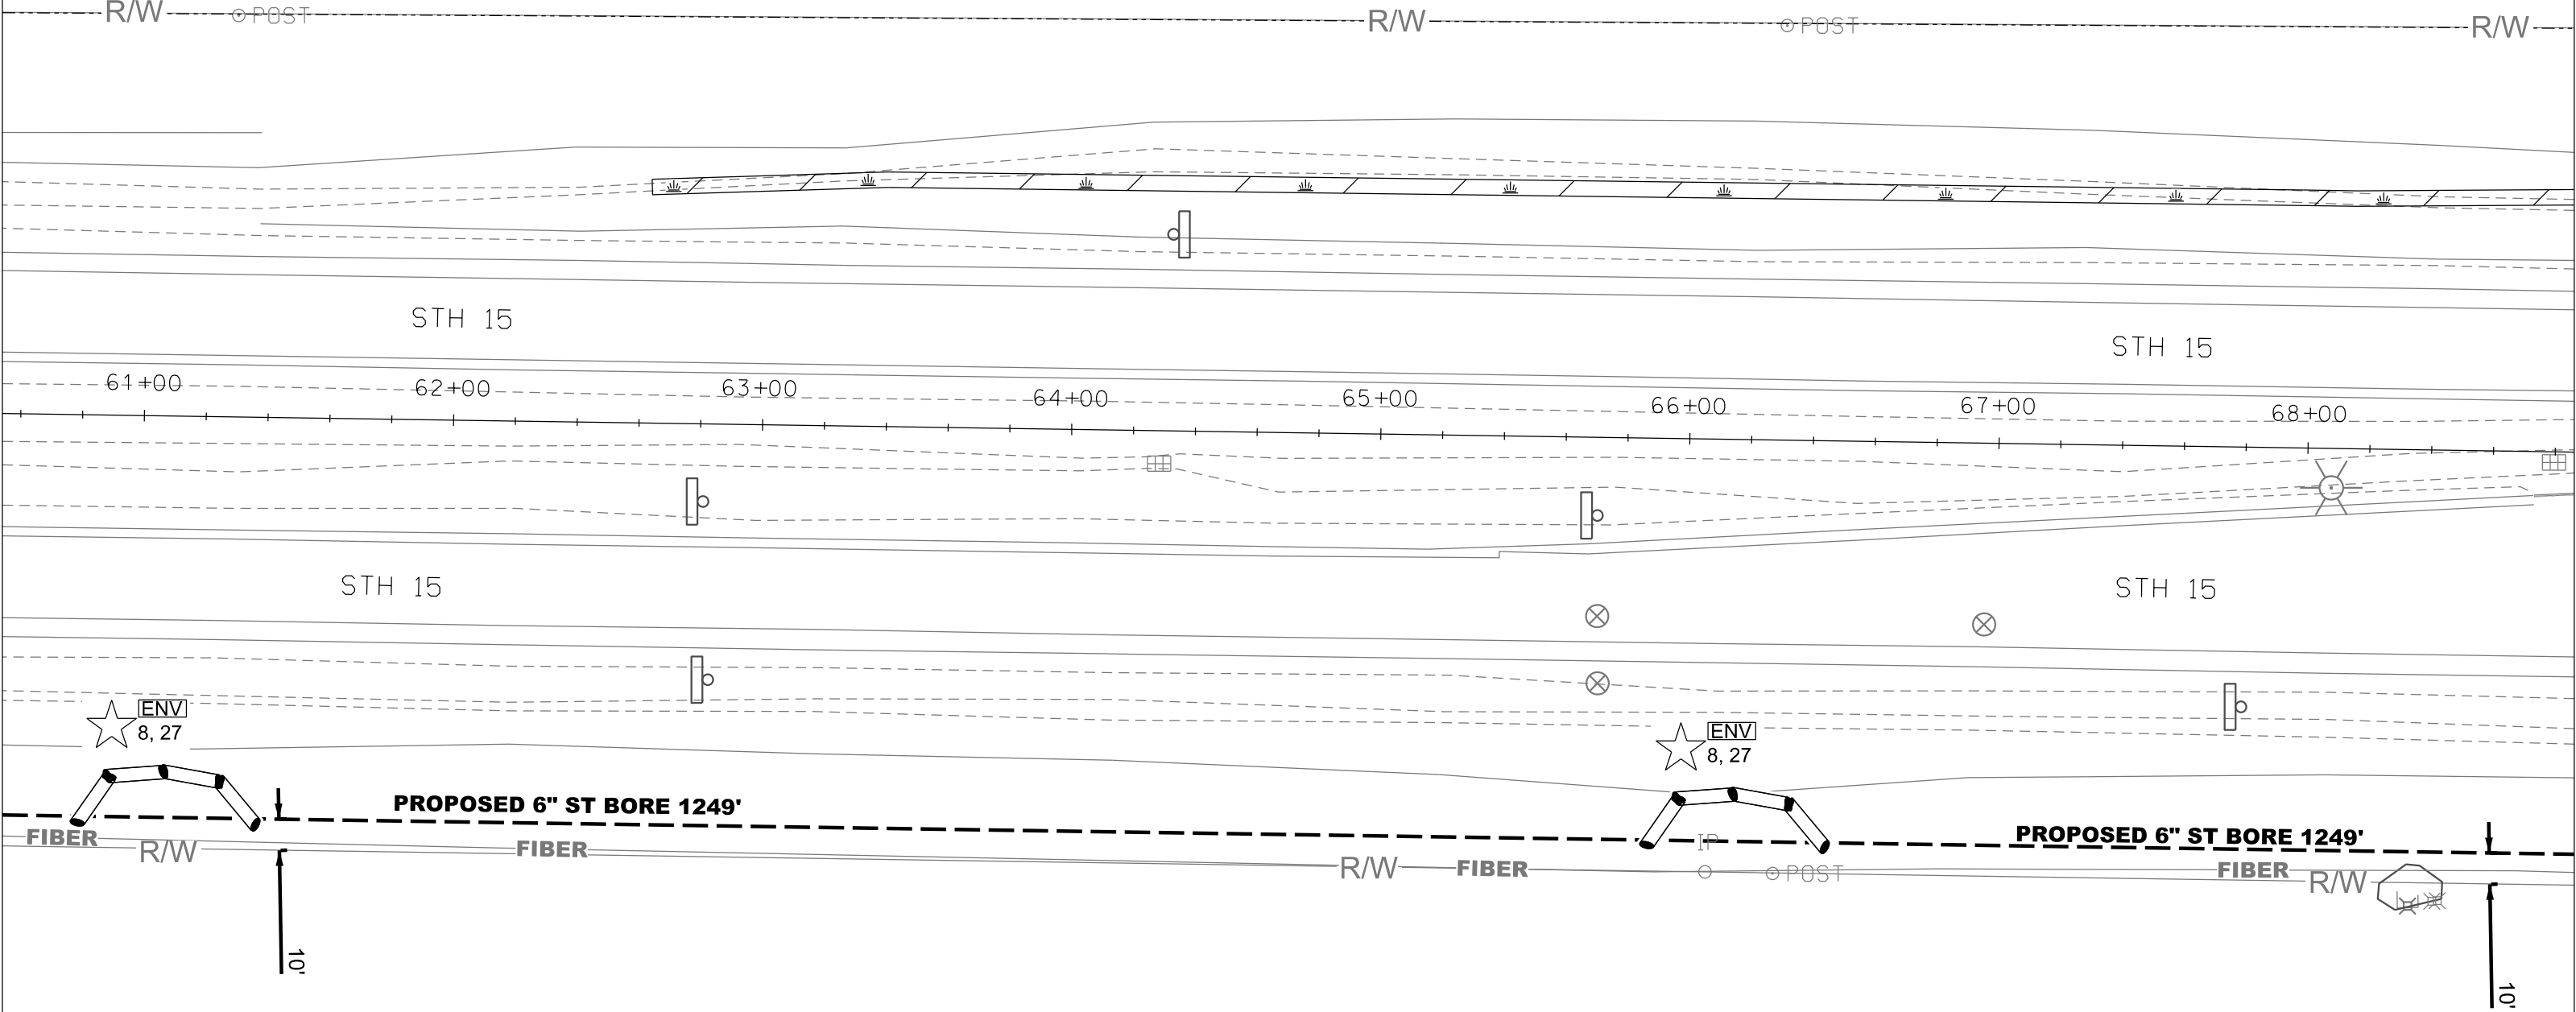 R/W
POST
R/W
POST
R/W
STH 15
STH 15
61+00
62+00
63+00
64+00
65+00
66+00
67+00
68+00
STH 15
STH 15
ENV
8, 27
ENV
8, 27
PROPOSED 6" ST BORE 1249'
PROPOSED 6" ST BORE 1249'
IP
FIBER
R/W
FIBER
R/W
FIBER
POST
FIBER
R/W
10'
10'